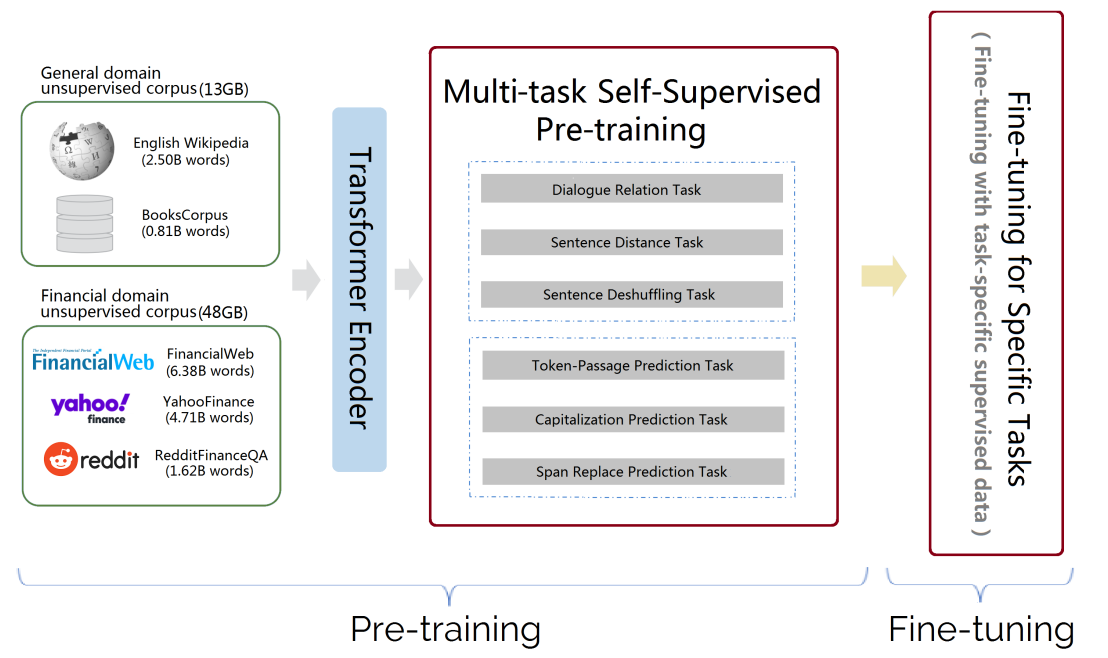 General domain
unsupervised corpus(13GB)
English Wikipedia
(2.50B words)
BooksCorpus
(0.81B words)
Financial domain
unsupervised corpus(48GB)
The Independent Financial Portal
FinancialWeb
FinancialWeb
(6.38B words)
yahoo!
finance
YahooFinance
(4.71B words)
reddit
RedditFinanceQA
(1.62B words)
Transformer Encoder
Multi-task Self-Supervised
Pre-training
Dialogue Relation Task
Sentence Distance Task
Sentence Deshuffling Task
Token-Passage Prediction Task
Capitalization Prediction Task
Span Replace Prediction Task
Fine-tuning for Specific Tasks
( Fine-tuning with task-specific supervised data )
Pre-training
Fine-tuning